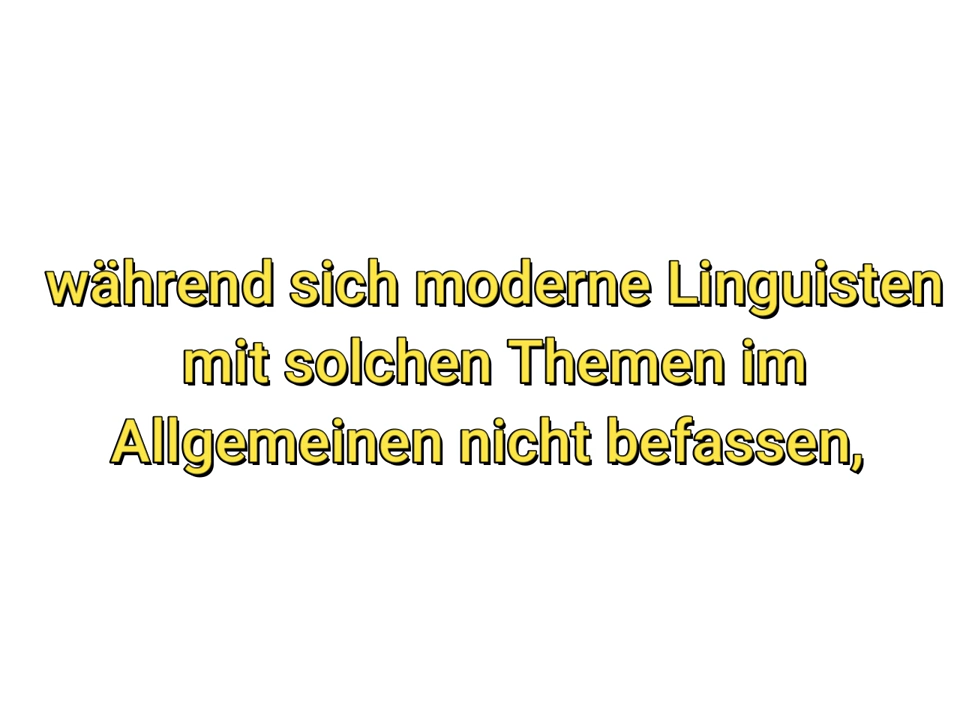 während sich moderne Linguisten
mit solchen Themen im
Allgemeinen nicht befassen,